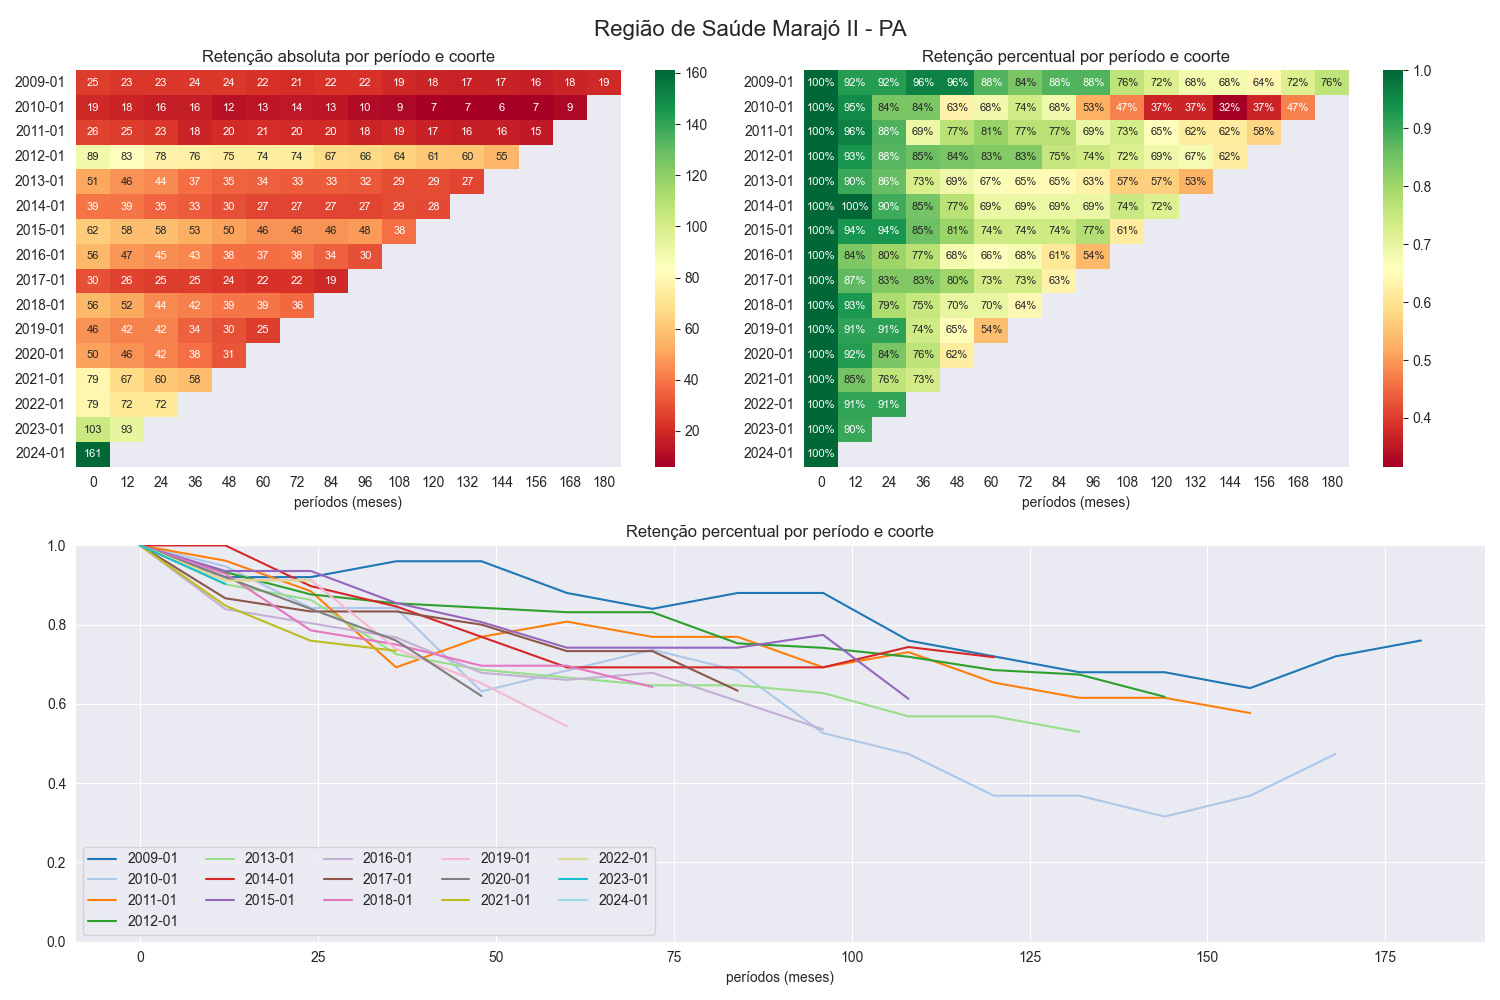 Região de Saúde Marajó II - PA
Retenção absoluta por período e coorte
2009-01 25 23 23 24 24 22 21 22 22 19 18 17 17 16 18 19
2010-01 19 18 16 16 12 13 14 13 10 9 7 7 6 7 9
2011-01 26 25 23 18 20 21 20 20 18 19 17 16 16 15
2012-01 89 83 78 76 75 74 74 67 66 64 61 60 55
2013-01 51 46 44 37 35 34 33 33 32 29 29 27
2014-01 39 39 35 33 30 27 27 27 27 29 28
2015-01 62 58 58 53 50 46 46 46 48 38
2016-01 56 47 45 43 38 37 38 34 30
2017-01 30 26 25 25 24 22 22 19
2018-01 56 52 44 42 39 39 36
2019-01 46 42 42 34 30 25
2020-01 50 46 42 38 31
2021-01 79 67 60 58
2022-01 79 72 72
2023-01 103 93
2024-01 161
0 12 24 36 48 60 72 84 96 108 120 132 144 156 168 180
períodos (meses)
160
140
120
100
80
60
40
20
Retenção percentual por período e coorte
2009-01 100% 92% 92% 96% 96% 88% 84% 88% 88% 76% 72% 68% 68% 64% 72% 76%
2010-01 100% 95% 84% 84% 63% 68% 74% 68% 53% 47% 37% 37% 32% 37% 47%
2011-01 100% 96% 88% 69% 77% 81% 77% 77% 69% 73% 65% 62% 62% 58%
2012-01 100% 93% 88% 85% 84% 83% 83% 75% 74% 72% 69% 67% 62%
2013-01 100% 90% 86% 73% 69% 67% 65% 65% 63% 57% 57% 53%
2014-01 100% 100% 90% 85% 77% 69% 69% 69% 69% 74% 72%
2015-01 100% 94% 94% 85% 81% 74% 74% 74% 77% 61%
2016-01 100% 84% 80% 77% 68% 66% 68% 61% 54%
2017-01 100% 87% 83% 83% 80% 73% 73% 63%
2018-01 100% 93% 79% 75% 70% 70% 64%
2019-01 100% 91% 91% 74% 65% 54%
2020-01 100% 92% 84% 76% 62%
2021-01 100% 85% 76% 73%
2022-01 100% 91% 91%
2023-01 100% 90%
2024-01 100%
0 12 24 36 48 60 72 84 96 108 120 132 144 156 168 180
períodos (meses)
1.0
0.9
0.8
0.7
0.6
0.5
0.4
Retenção percentual por período e coorte
1.0
0.8
0.6
0.4
0.2
0.0
2009-01 2013-01 2016-01 2019-01 2022-01
2010-01 2014-01 2017-01 2020-01 2023-01
2011-01 2015-01 2018-01 2021-01 2024-01
2012-01
0 25 50 75 100 125 150 175
períodos (meses)